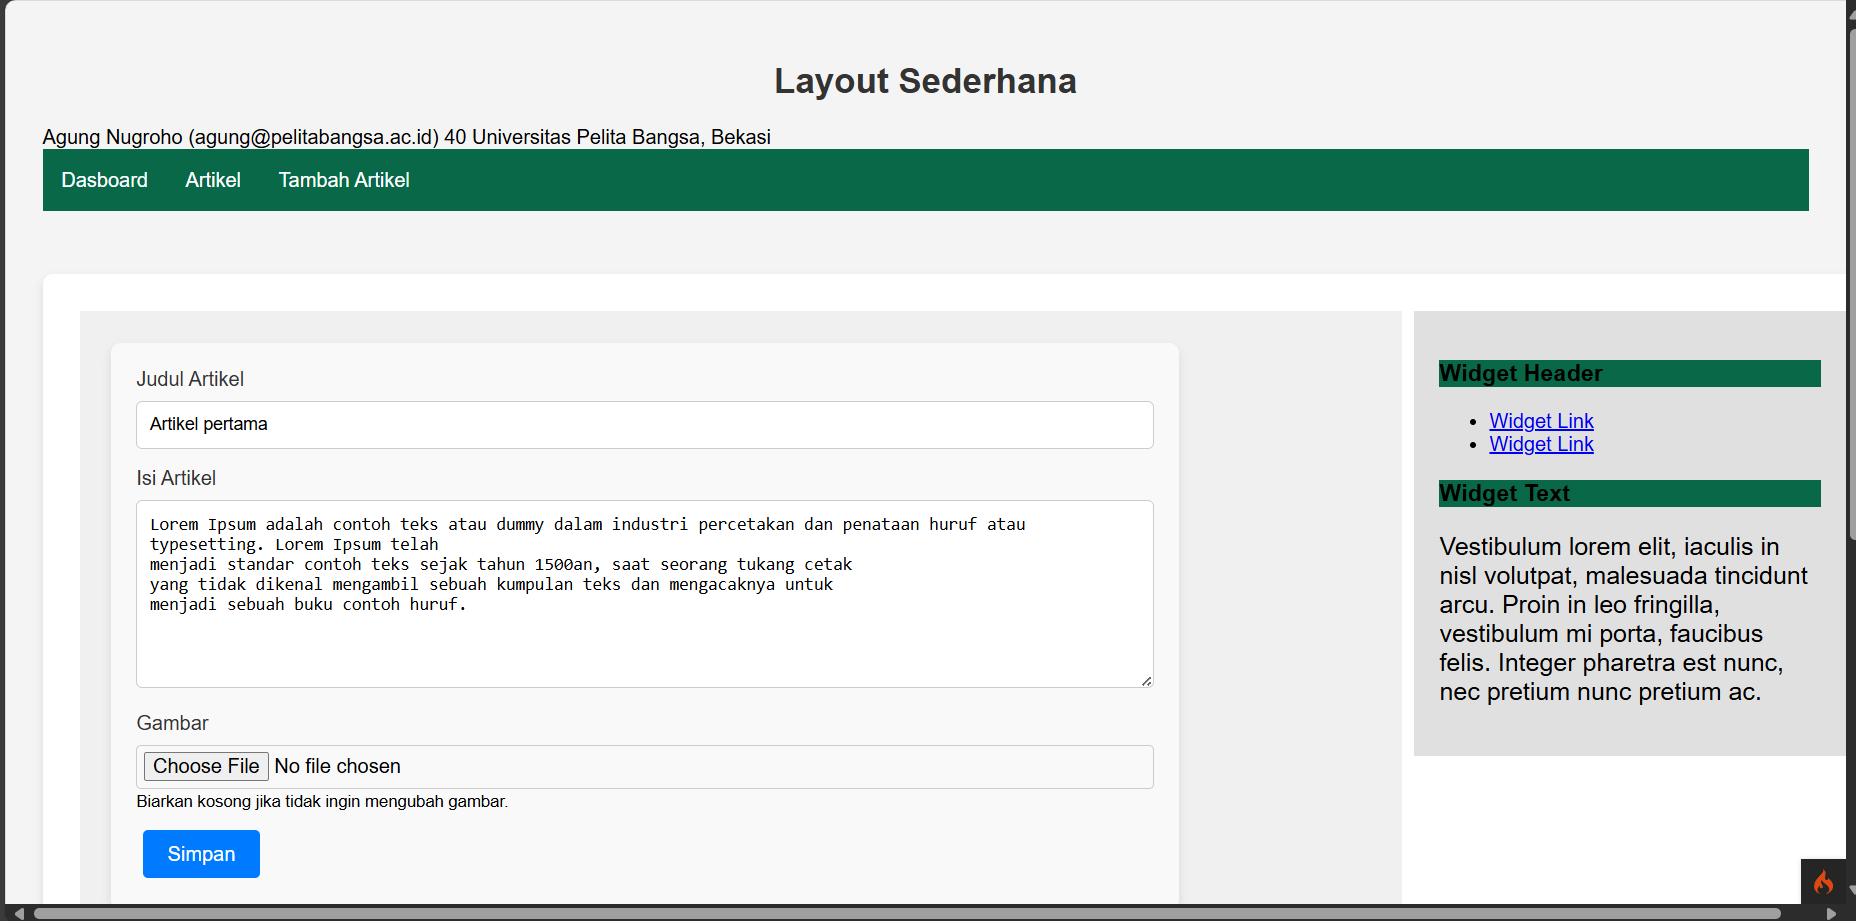 Layout Sederhana
Agung Nugroho (agung@pelitabangsa.ac.id) 40 Universitas Pelita Bangsa, Bekasi
Dasboard Artikel Tambah Artikel
Judul Artikel
Artikel pertama
Isi Artikel
Lorem Ipsum adalah contoh teks atau dummy dalam industri percetakan dan penataan huruf atau
typesetting. Lorem Ipsum telah
menjadi standar contoh teks sejak tahun 1500an, saat seorang tukang cetak
yang tidak dikenal mengambil sebuah kumpulan teks dan mengacaknya untuk
menjadi sebuah buku contoh huruf.
Gambar
Choose File No file chosen
Biarkan kosong jika tidak ingin mengubah gambar.
Simpan
Widget Header
Widget Link
Widget Link
Widget Text
Vestibulum lorem elit, iaculis in
nisl volutpat, malesuada tincidunt
arcu. Proin in leo fringilla,
vestibulum mi porta, faucibus
felis. Integer pharetra est nunc,
nec pretium nunc pretium ac.